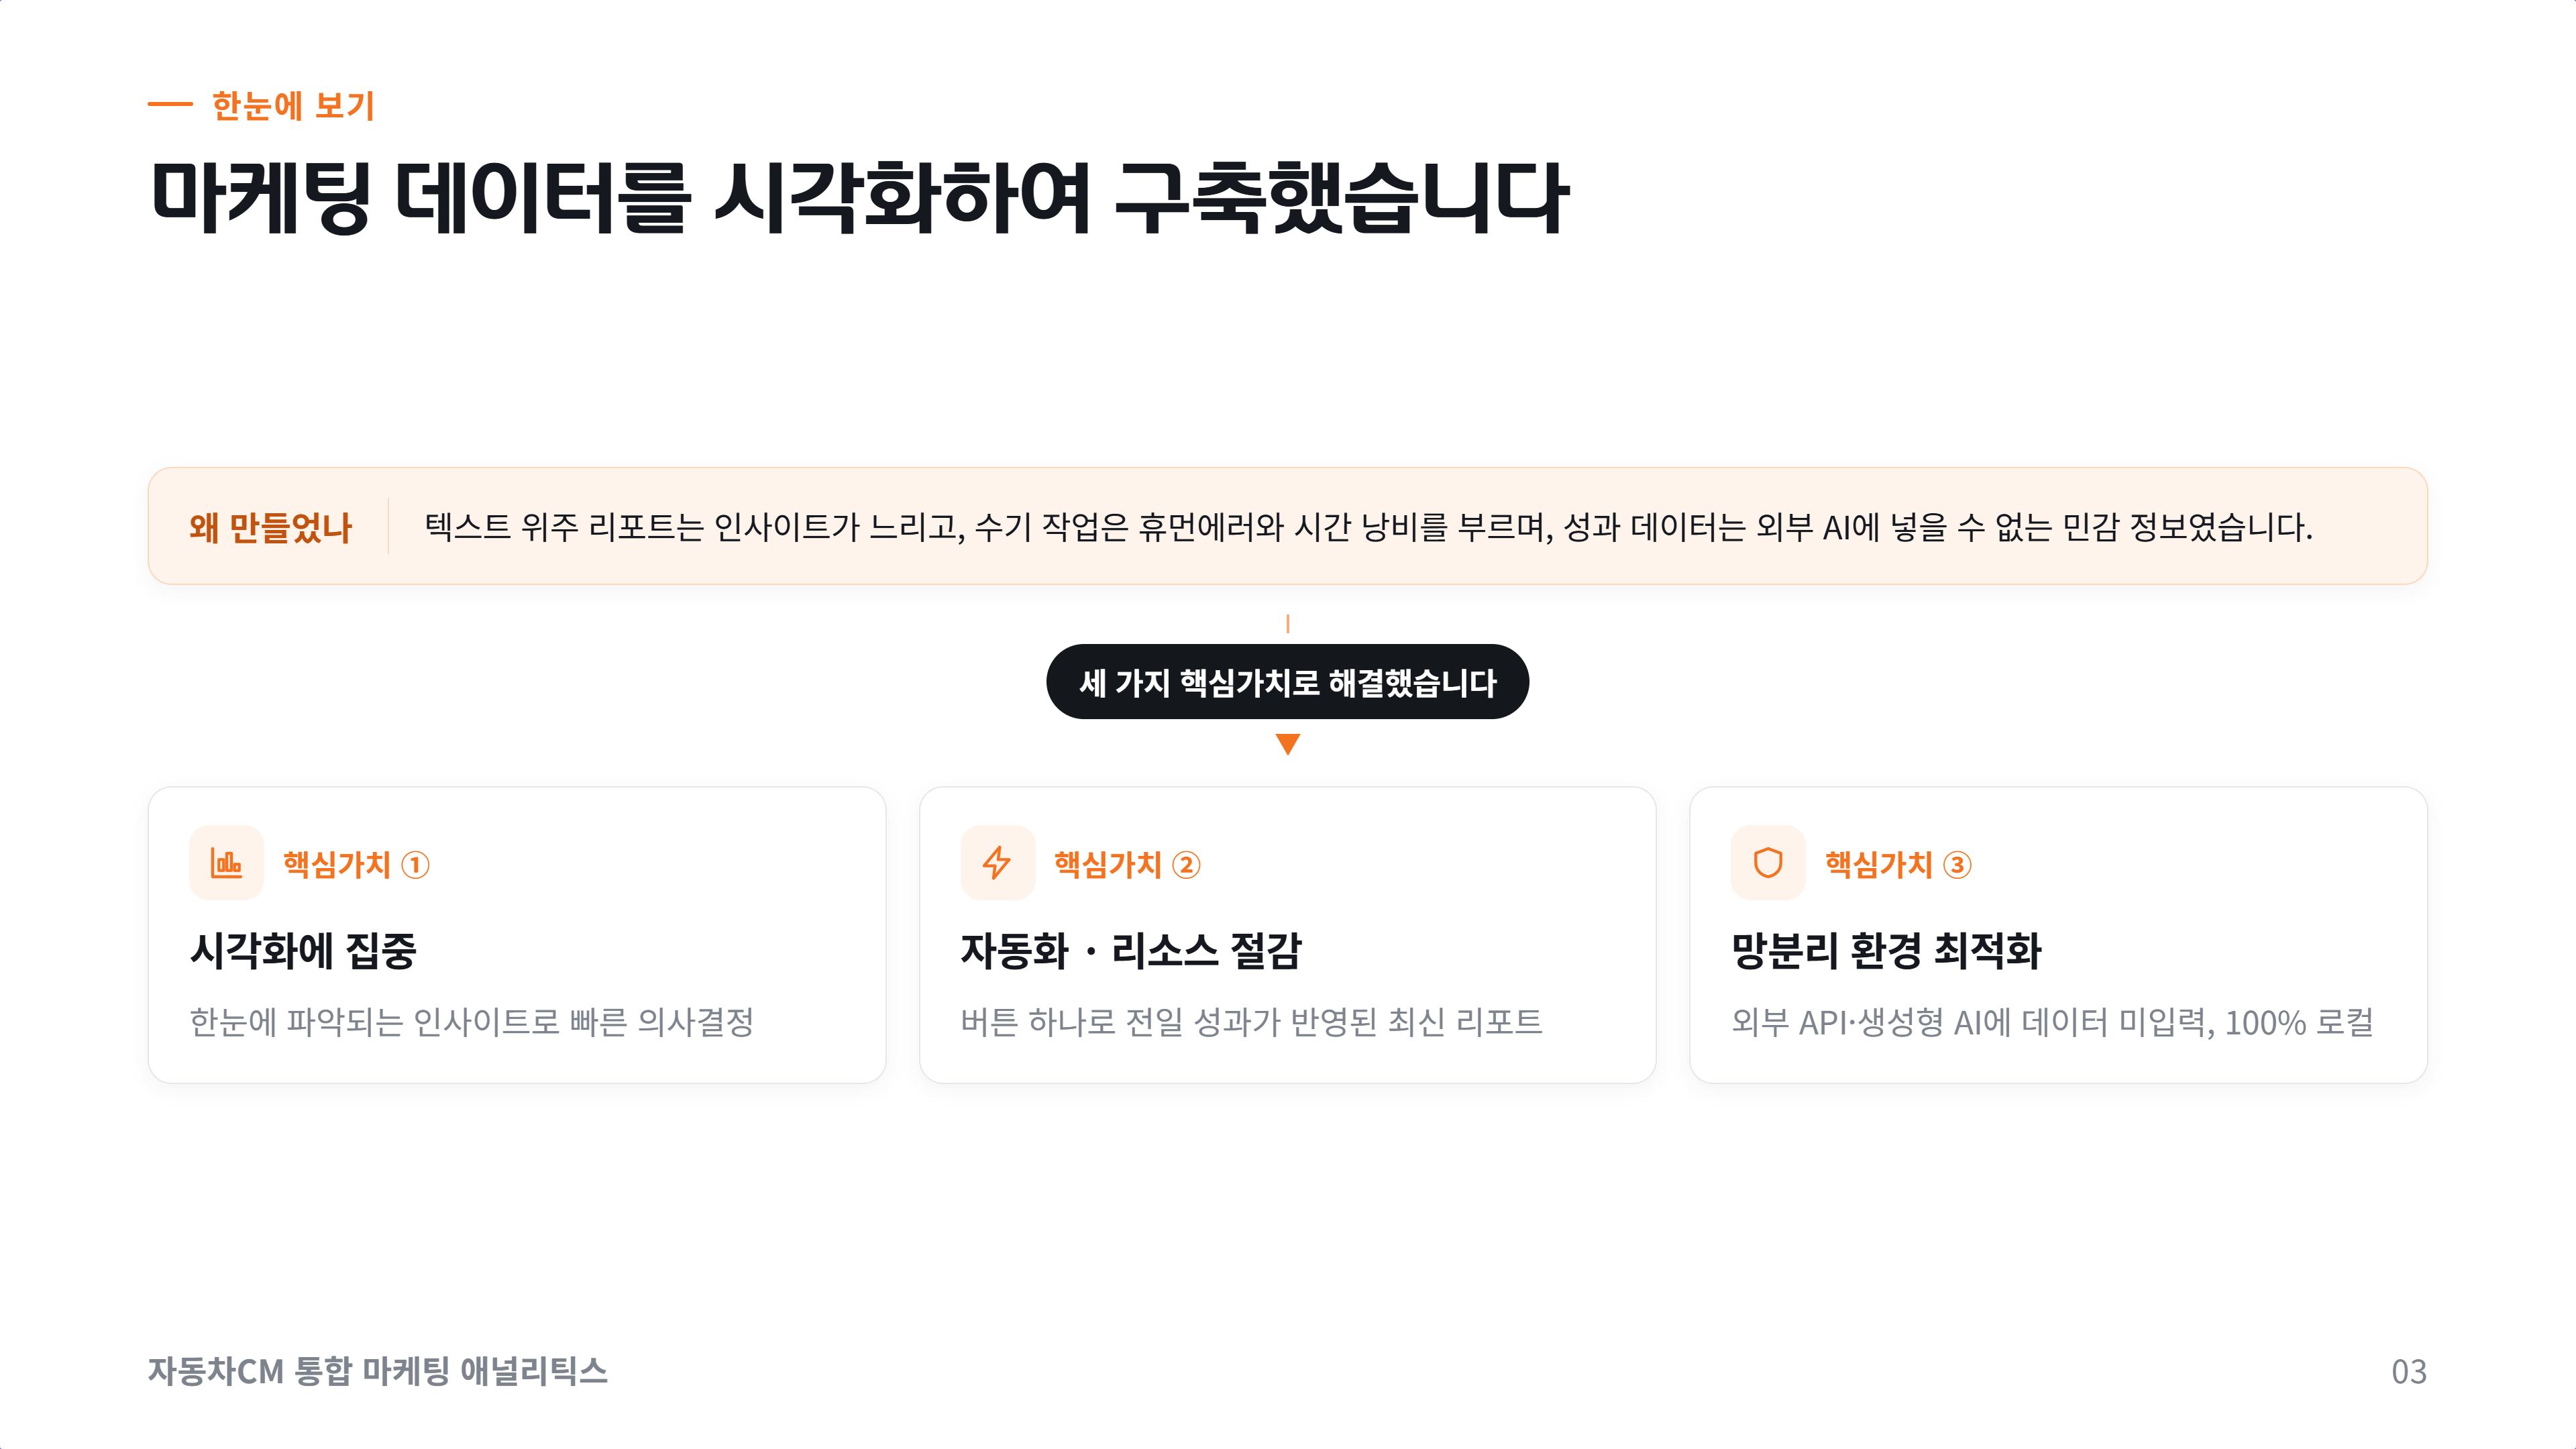 한눈에 보기
마케팅 데이터를 시각화하여 구축했습니다
왜 만들었나
텍스트 위주 리포트는 인사이트가 느리고, 수기 작업은 휴먼에러와 시간 낭비를 부르며, 성과 데이터는 외부 AI에 넣을 수 없는 민감 정보였습니다.
세 가지 핵심가치로 해결했습니다
핵심가치 ①
시각화에 집중
한눈에 파악되는 인사이트로 빠른 의사결정
핵심가치 ②
자동화 · 리소스 절감
버튼 하나로 전일 성과가 반영된 최신 리포트
핵심가치 ③
망분리 환경 최적화
외부 API·생성형 AI에 데이터 미입력, 100% 로컬
자동차CM 통합 마케팅 애널리틱스
03